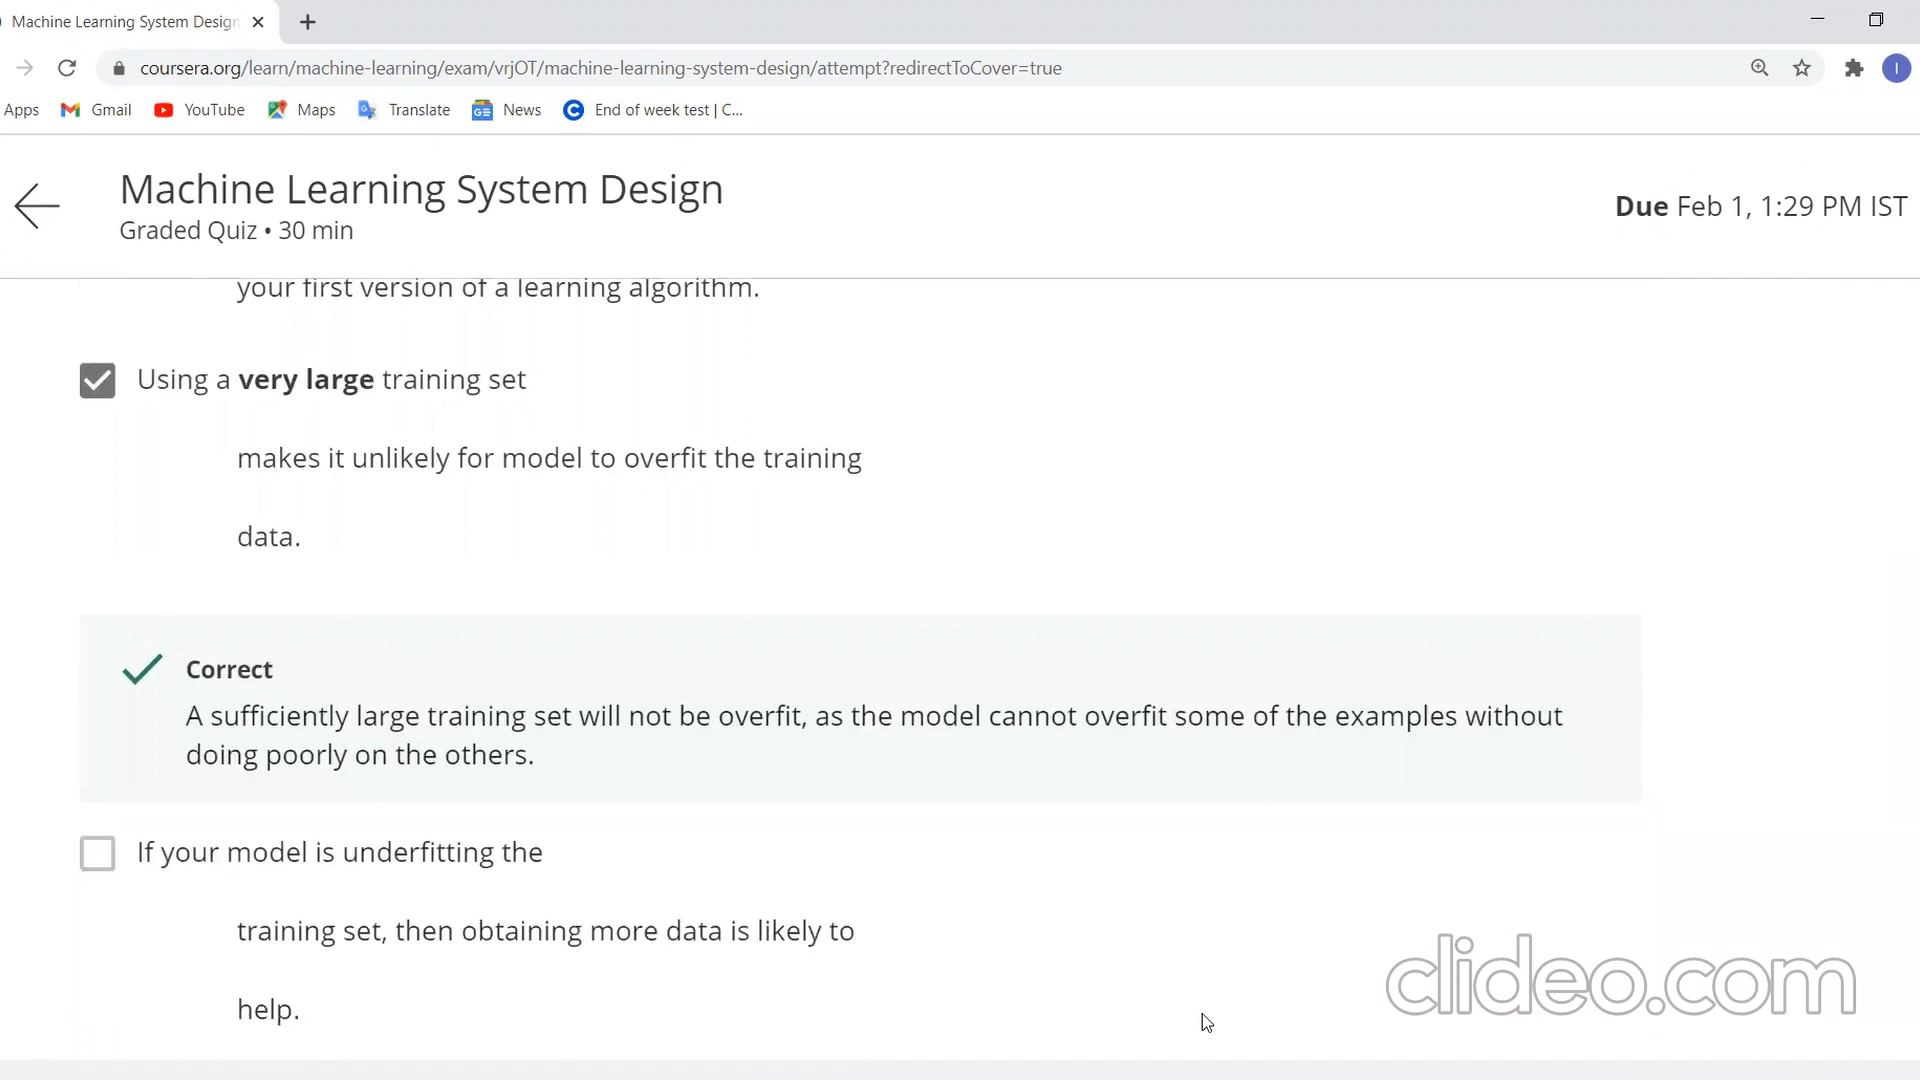 Machine Learning System Design
coursera.org/learn/machine-learning/exam/vrjOT/machine-learning-system-design/attempt?redirectToCover=true
I
Apps Gmail YouTube Maps Translate News End of week test | C...
Machine Learning System Design
Graded Quiz • 30 min
Due Feb 1, 1:29 PM IST
your first version of a learning algorithm.
Using a very large training set
makes it unlikely for model to overfit the training
data.
Correct
A sufficiently large training set will not be overfit, as the model cannot overfit some of the examples without
doing poorly on the others.
If your model is underfitting the
training set, then obtaining more data is likely to
help.
clideo.com